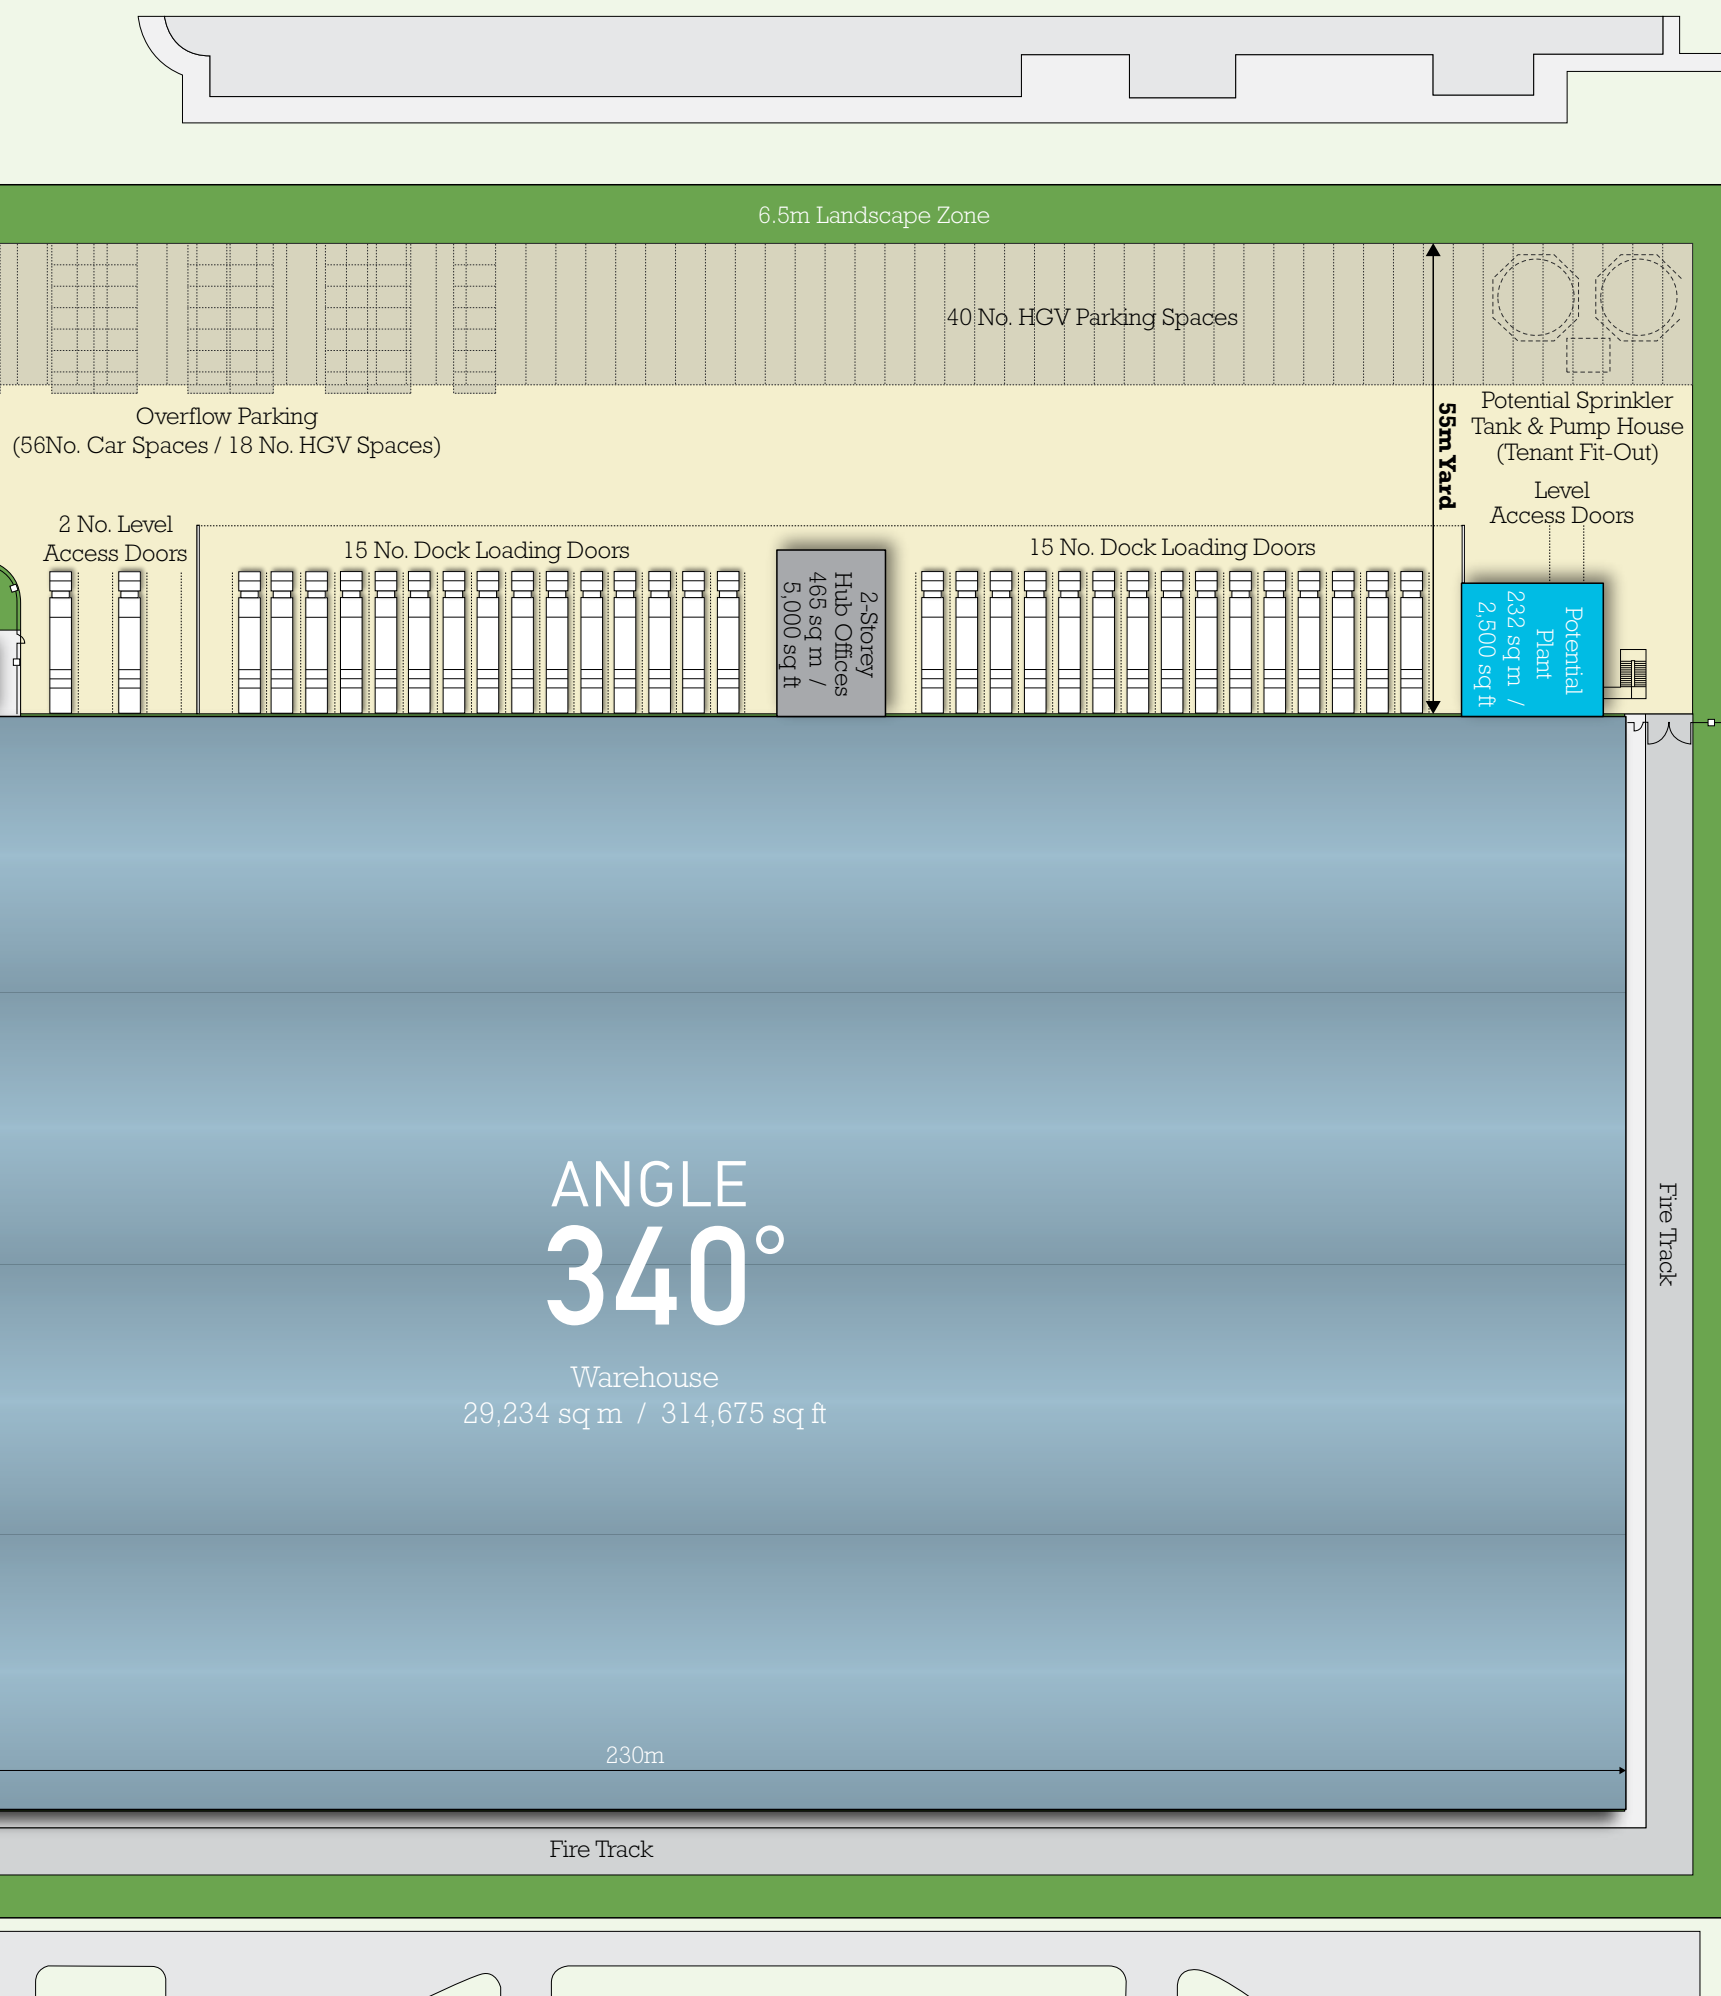 6.5m Landscape Zone
40 No. HGV Parking Spaces
Overflow Parking
(56No. Car Spaces / 18 No. HGV Spaces)
55m Yard
Potential Sprinkler
Tank & Pump House
(Tenant Fit-Out)
Level
Access Doors
2 No. Level
Access Doors
15 No. Dock Loading Doors
15 No. Dock Loading Doors
2-Storey
Hub Offices
465 sq m /
5,000 sq ft
Potential
Plant
232 sq m /
2,500 sq ft
ANGLE
340°
Warehouse
29,234 sq m / 314,675 sq ft
Fire Track
230m
Fire Track